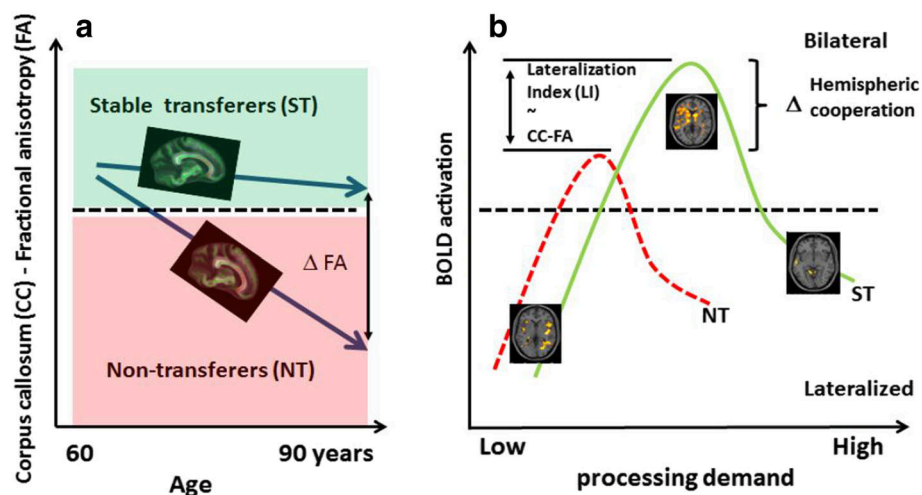 a
Corpus callosum (CC) - Fractional anisotropy (FA)
Stable transferers (ST)
Δ FA
Non-transferers (NT)
60
90 years
Age
b
BOLD activation
Lateralization
Index (LI)
~
CC-FA
Bilateral
Δ
Hemispheric
cooperation
NT
ST
Lateralized
Low
High
processing demand